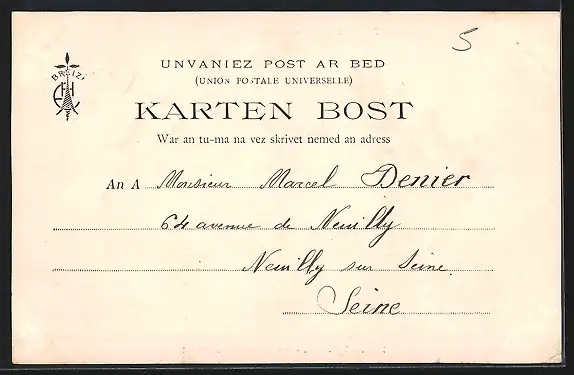 5
BREIZ
UNVANIEZ POST AR BED
(UNION POSTALE UNIVERSELLE)
KARTEN BOST
War an tu-ma na vez skrivet nemed an adress
An A Monsieur Marcel Denier
64 avenue de Neuilly
Neuilly sur Seine.
Seine